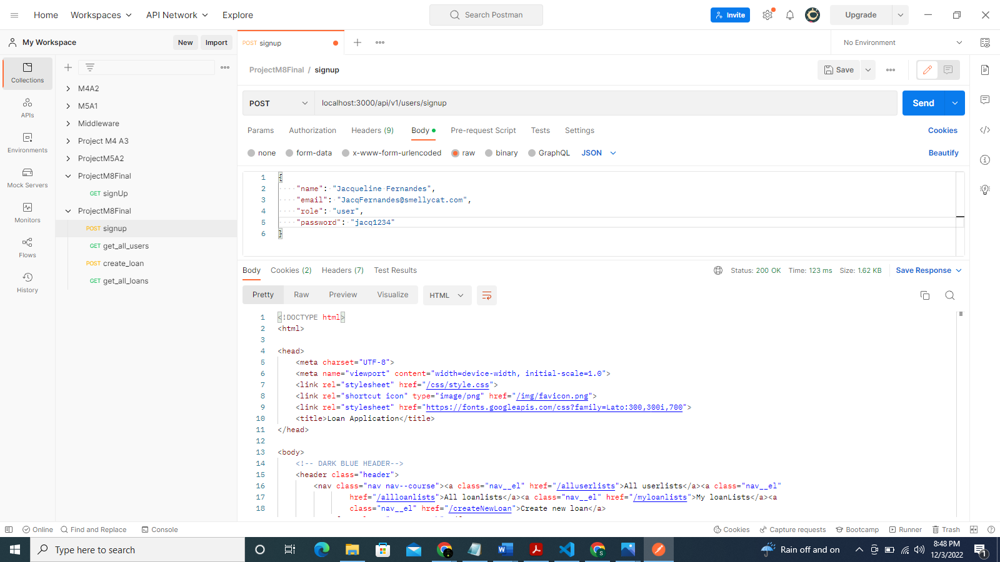 Home Workspaces API Network Explore Search Postman Invite Upgrade
My Workspace New Import POST signup No Environment
Collections
APIs
Environments
Mock Servers
Monitors
Flows
History
M4A2
M5A1
Middleware
Project M4 A3
ProjectM5A2
ProjectM8Final
GET signUp
ProjectM8Final
POST signup
GET get_all_users
POST create_loan
GET get_all_loans
ProjectM8Final / signup Save
POST localhost:3000/api/v1/users/signup Send
Params Authorization Headers (9) Body Pre-request Script Tests Settings Cookies
none form-data x-www-form-urlencoded raw binary GraphQL JSON Beautify
1 {
2 "name": "Jacqueline Fernandes",
3 "email": "JacqFernandes@smellycat.com",
4 "role": "user",
5 "password": "jacq1234"
6 }
Body Cookies (2) Headers (7) Test Results Status: 200 OK Time: 123 ms Size: 1.62 KB Save Response
Pretty Raw Preview Visualize HTML
1 <!DOCTYPE html>
2 <html>
3
4 <head>
5 <meta charset="UTF-8">
6 <meta name="viewport" content="width=device-width, initial-scale=1.0">
7 <link rel="stylesheet" href="/css/style.css">
8 <link rel="shortcut icon" type="image/png" href="/img/favicon.png">
9 <link rel="stylesheet" href="https://fonts.googleapis.com/css?family=Lato:300,300i,700">
10 <title>Loan Application</title>
11 </head>
12
13 <body>
14 <!-- DARK BLUE HEADER-->
15 <header class="header">
16 <nav class="nav nav--course"><a class="nav__el" href="/alluserlists">All userlists</a><a class="nav__el"
17 href="/allloanlists">All loanlists</a><a class="nav__el" href="/myloanlists">My loanLists</a><a
18 class="nav__el" href="/createNewLoan">Create new loan</a>
Online Find and Replace Console Cookies Capture requests Bootcamp Runner Trash
Type here to search Rain off and on 8:48 PM
12/3/2022 1